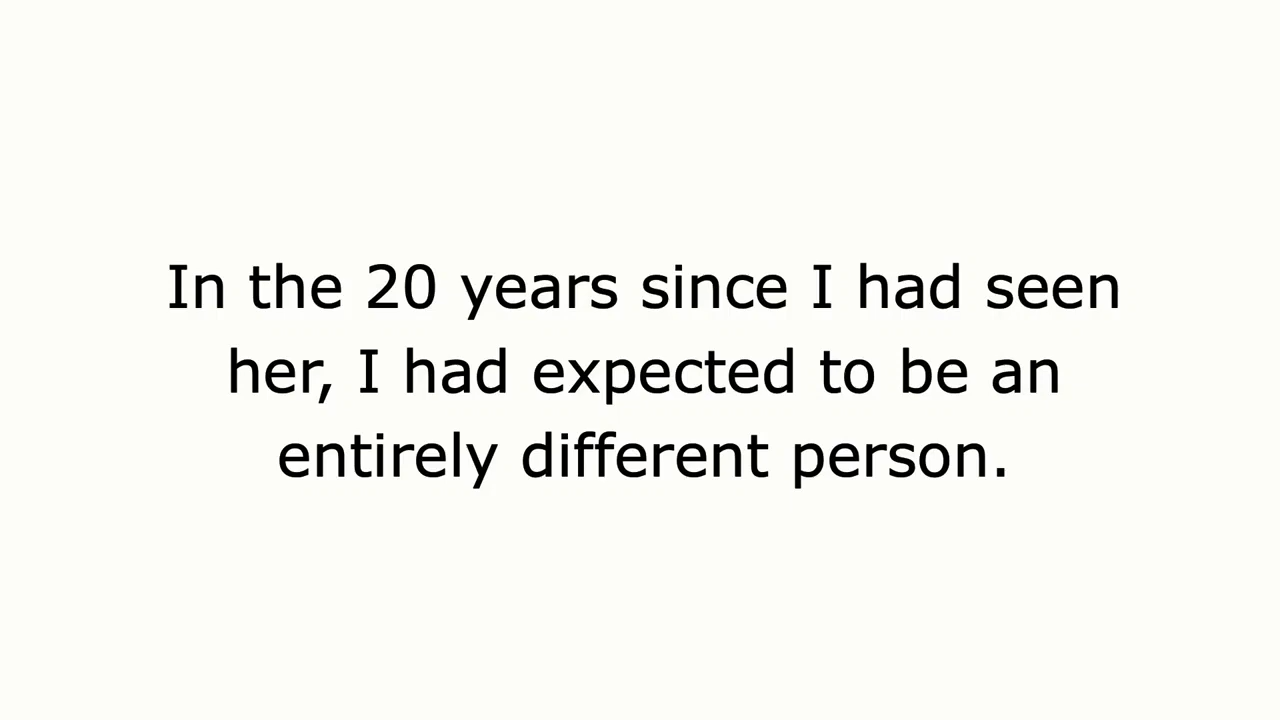 In the 20 years since I had seen
her, I had expected to be an
entirely different person.